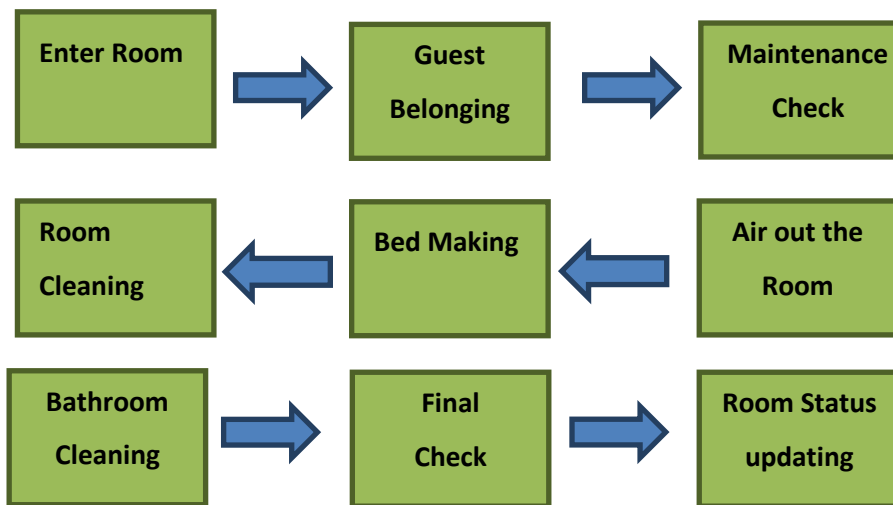 Enter Room
Guest
Belonging
Maintenance
Check
Air out the
Room
Bed Making
Room
Cleaning
Bathroom
Cleaning
Final
Check
Room Status
updating